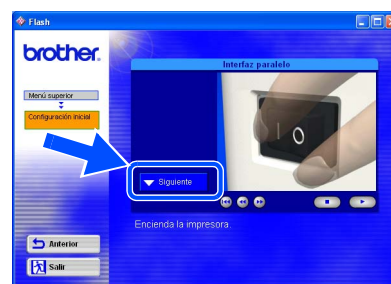 Flash
brother.
Interfaz paralelo
Menú superior
Configuración inicial
Siguiente
Encienda la impresora.
Anterior
Salir